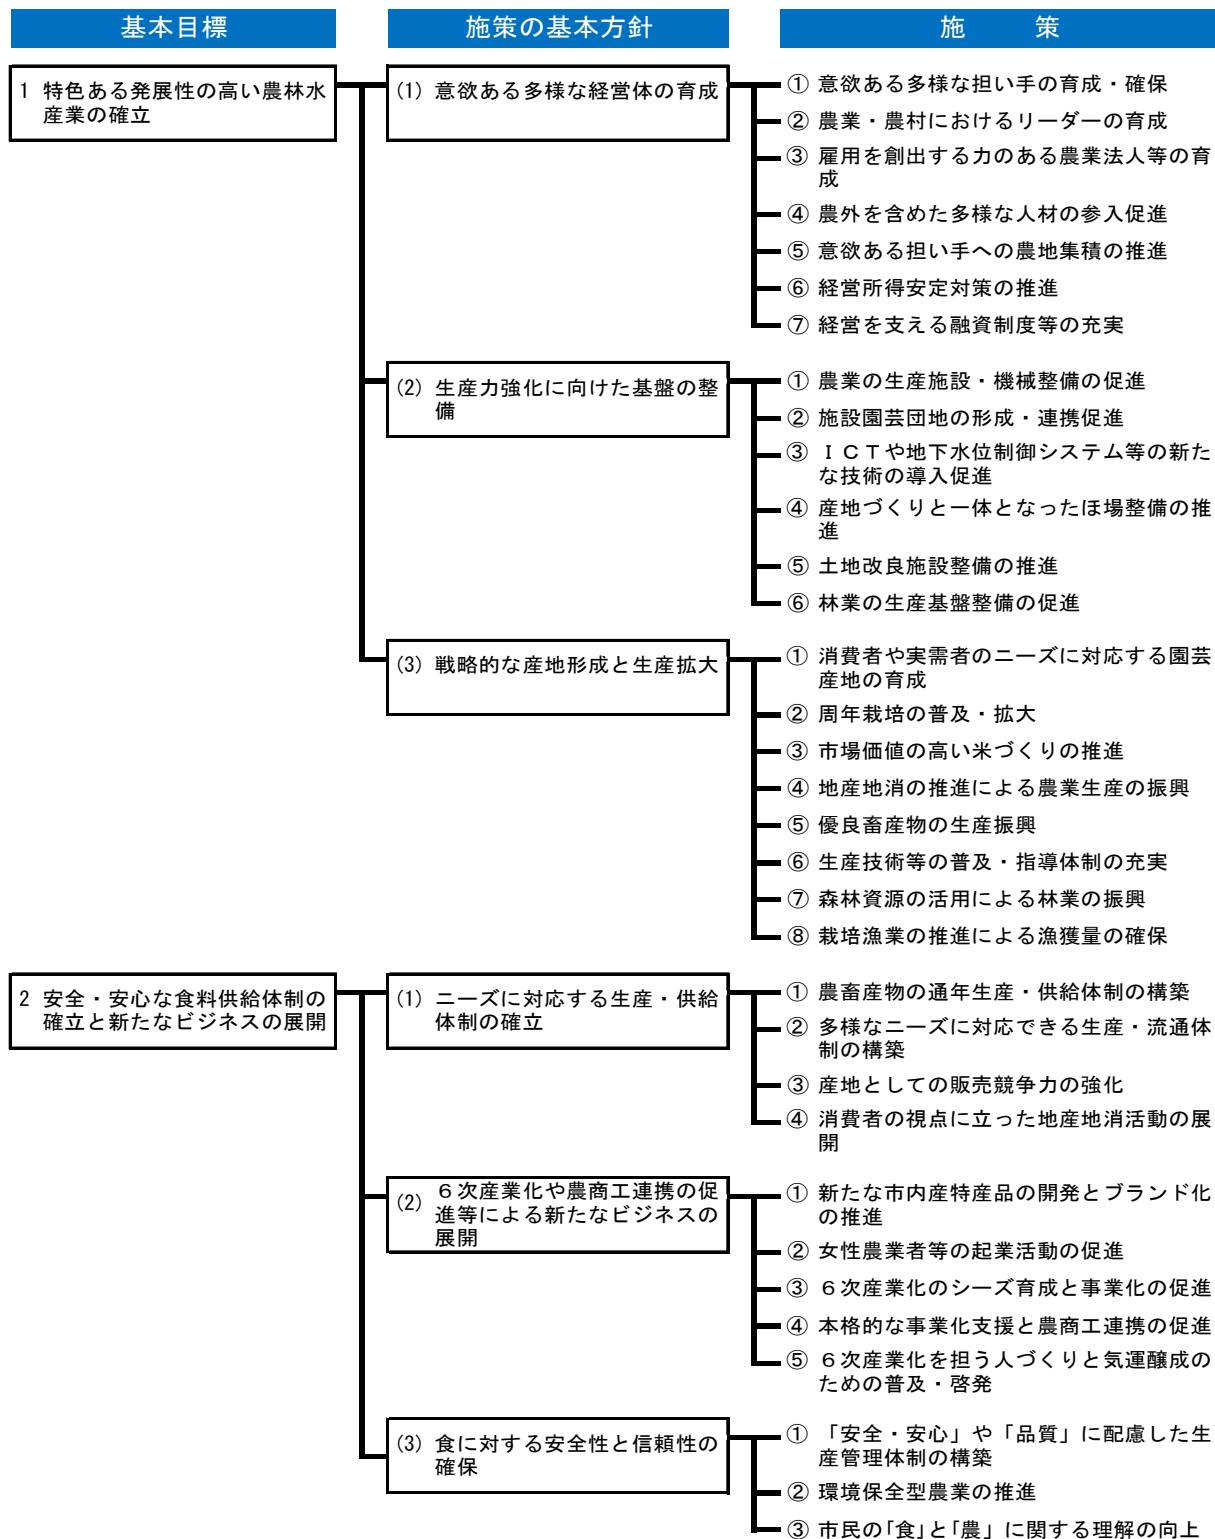 基本目標
施策の基本方針
施　　策
1 特色ある発展性の高い農林水
産業の確立
(1) 意欲ある多様な経営体の育成
① 意欲ある多様な担い手の育成・確保
② 農業・農村におけるリーダーの育成
③ 雇用を創出する力のある農業法人等の育
成
④ 農外を含めた多様な人材の参入促進
⑤ 意欲ある担い手への農地集積の推進
⑥ 経営所得安定対策の推進
⑦ 経営を支える融資制度等の充実
(2) 生産力強化に向けた基盤の整
備
① 農業の生産施設・機械整備の促進
② 施設園芸団地の形成・連携促進
③ ＩＣＴや地下水位制御システム等の新た
な技術の導入促進
④ 産地づくりと一体となったほ場整備の推
進
⑤ 土地改良施設整備の推進
⑥ 林業の生産基盤整備の促進
(3) 戦略的な産地形成と生産拡大
① 消費者や実需者のニーズに対応する園芸
産地の育成
② 周年栽培の普及・拡大
③ 市場価値の高い米づくりの推進
④ 地産地消の推進による農業生産の振興
⑤ 優良畜産物の生産振興
⑥ 生産技術等の普及・指導体制の充実
⑦ 森林資源の活用による林業の振興
⑧ 栽培漁業の推進による漁獲量の確保
2 安全・安心な食料供給体制の
確立と新たなビジネスの展開
(1) ニーズに対応する生産・供給
体制の確立
① 農畜産物の通年生産・供給体制の構築
② 多様なニーズに対応できる生産・流通体
制の構築
③ 産地としての販売競争力の強化
④ 消費者の視点に立った地産地消活動の展
開
(2) ６次産業化や農商工連携の促
進等による新たなビジネスの
展開
① 新たな市内産特産品の開発とブランド化
の推進
② 女性農業者等の起業活動の促進
③ ６次産業化のシーズ育成と事業化の促進
④ 本格的な事業化支援と農商工連携の促進
⑤ ６次産業化を担う人づくりと気運醸成の
ための普及・啓発
(3) 食に対する安全性と信頼性の
確保
① 「安全・安心」や「品質」に配慮した生
産管理体制の構築
② 環境保全型農業の推進
③ 市民の「食」と「農」に関する理解の向上